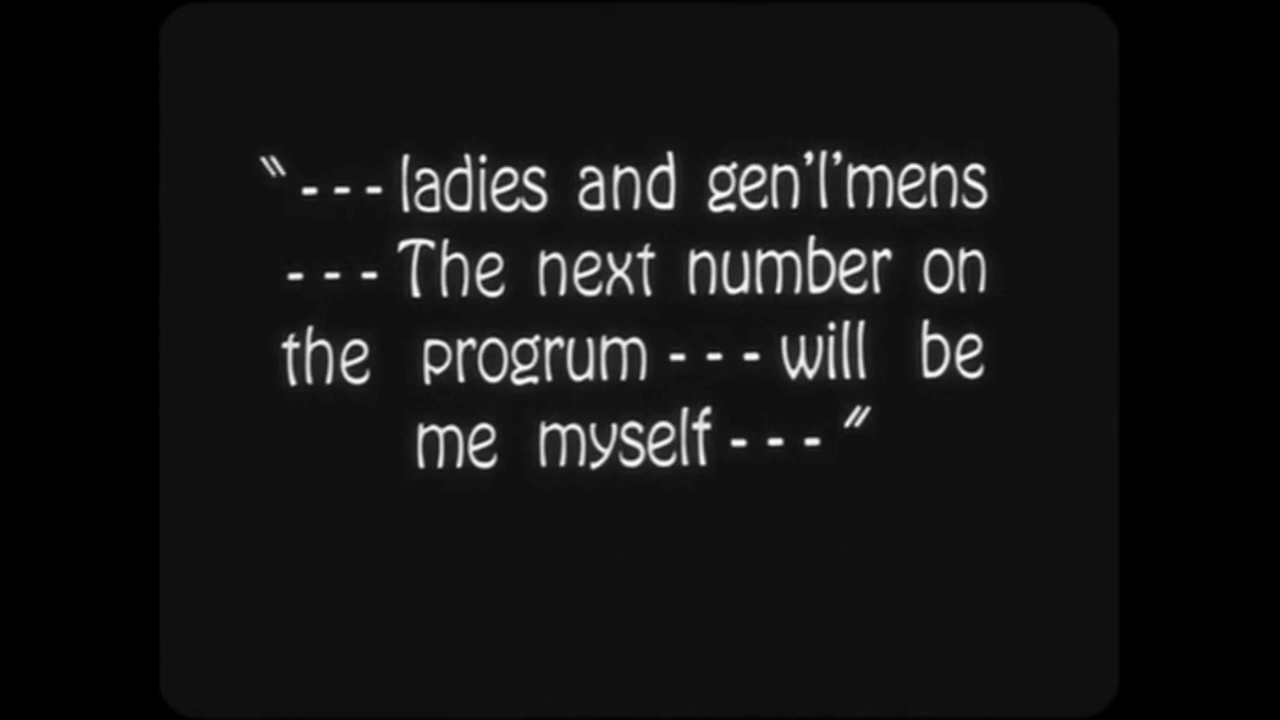 "---ladies and gen'l'mens
---The next number on
the progrum---will be
me myself---"